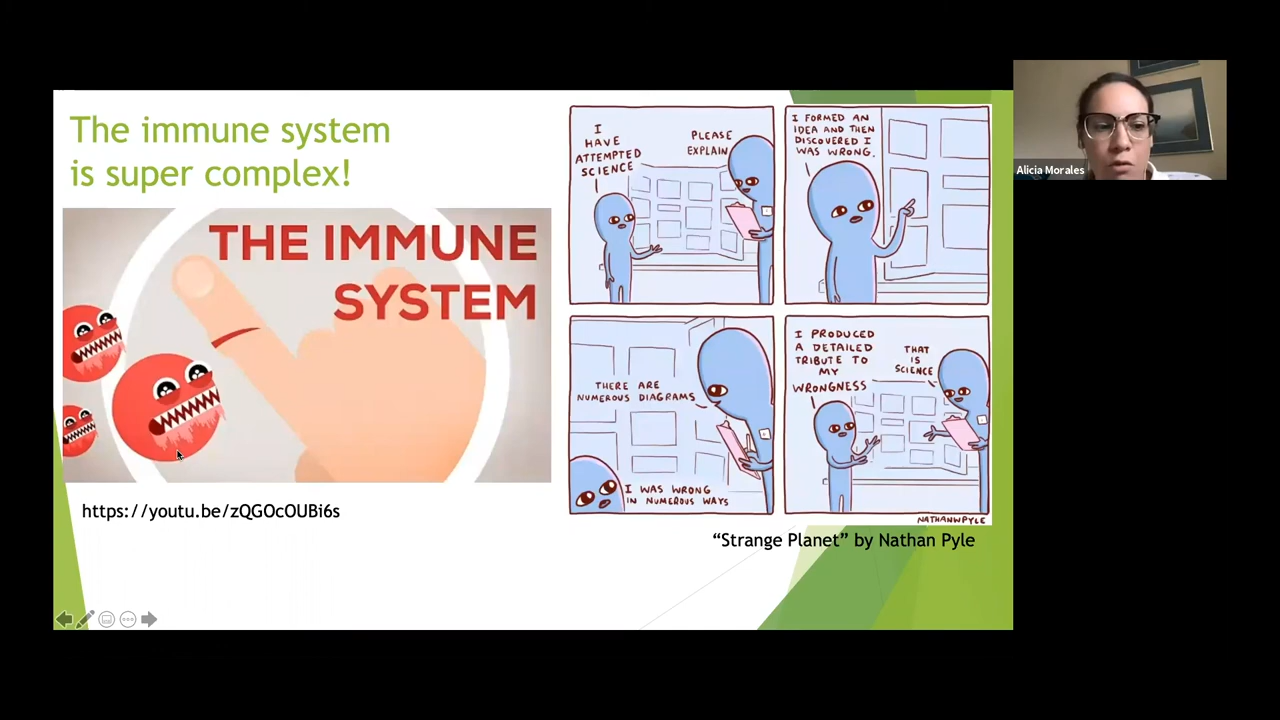 The immune system
is super complex!
THE IMMUNE
SYSTEM
https://youtu.be/zQGOcOUBi6s
I
HAVE
ATTEMPTED
SCIENCE
PLEASE
EXPLAIN
I FORMED AN
IDEA AND THEN
DISCOVERED I
WAS WRONG.
THERE ARE
NUMEROUS DIAGRAMS
I WAS WRONG
IN NUMEROUS WAYS
I PRODUCED
A DETAILED
TRIBUTE TO
MY
WRONGNESS
THAT
IS
SCIENCE
NATHANWPYLE
“Strange Planet” by Nathan Pyle
Alicia Morales